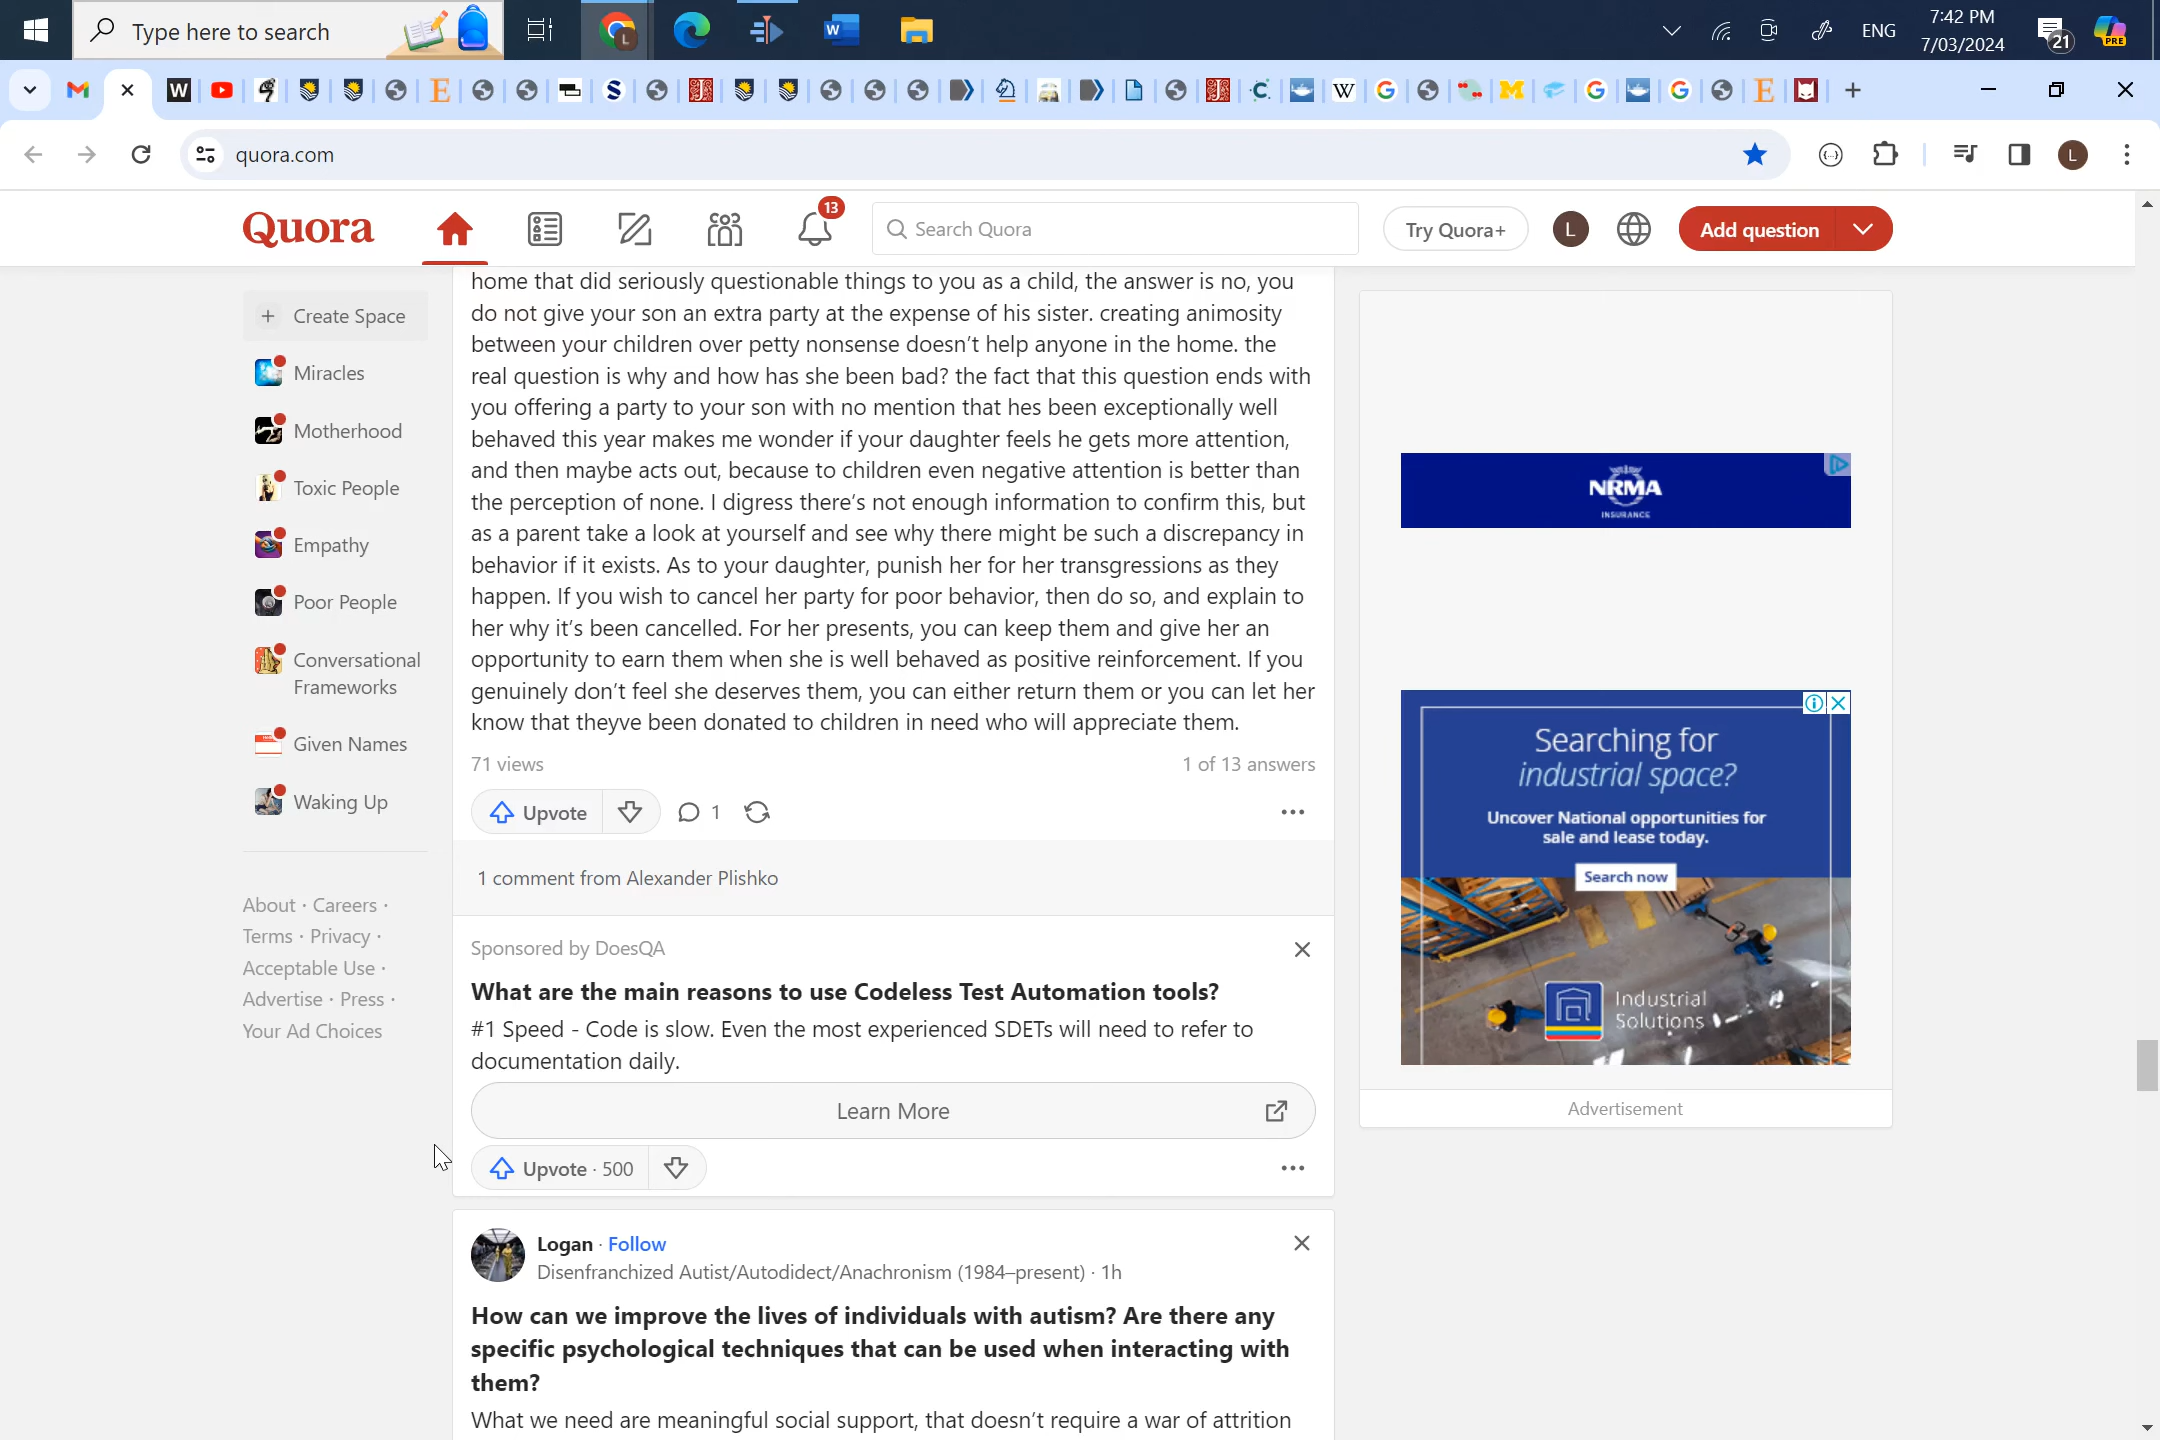 Type here to search
ENG
7:42 PM
7/03/2024
21
PRE
L
W
quora.com
L
Quora
13
Search Quora
Try Quora+
L
Add question
+ Create Space
Miracles
Motherhood
Toxic People
Empathy
Poor People
Conversational
Frameworks
Given Names
Waking Up
About · Careers ·
Terms · Privacy ·
Acceptable Use ·
Advertise · Press ·
Your Ad Choices
home that did seriously questionable things to you as a child, the answer is no, you
do not give your son an extra party at the expense of his sister. creating animosity
between your children over petty nonsense doesn't help anyone in the home. the
real question is why and how has she been bad? the fact that this question ends with
you offering a party to your son with no mention that hes been exceptionally well
behaved this year makes me wonder if your daughter feels he gets more attention,
and then maybe acts out, because to children even negative attention is better than
the perception of none. I digress there's not enough information to confirm this, but
as a parent take a look at yourself and see why there might be such a discrepancy in
behavior if it exists. As to your daughter, punish her for her transgressions as they
happen. If you wish to cancel her party for poor behavior, then do so, and explain to
her why it's been cancelled. For her presents, you can keep them and give her an
opportunity to earn them when she is well behaved as positive reinforcement. If you
genuinely don't feel she deserves them, you can either return them or you can let her
know that theyve been donated to children in need who will appreciate them.
71 views
1 of 13 answers
Upvote
1
1 comment from Alexander Plishko
Sponsored by DoesQA
What are the main reasons to use Codeless Test Automation tools?
#1 Speed - Code is slow. Even the most experienced SDETs will need to refer to
documentation daily.
Learn More
Upvote · 500
Logan · Follow
Disenfranchized Autist/Autodidect/Anachronism (1984–present) · 1h
How can we improve the lives of individuals with autism? Are there any
specific psychological techniques that can be used when interacting with
them?
What we need are meaningful social support, that doesn't require a war of attrition
NRMA
INSURANCE
Searching for
industrial space?
Uncover National opportunities for
sale and lease today.
Search now
Industrial
Solutions
Advertisement